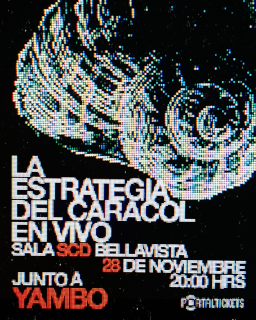 LA
ESTRATEGIA
DEL CARACOL
EN VIVO
SALA SCD BELLAVISTA
28 DE NOVIEMBRE
20:00 HRS
JUNTO A
YAMBO
PORTALTICKETS